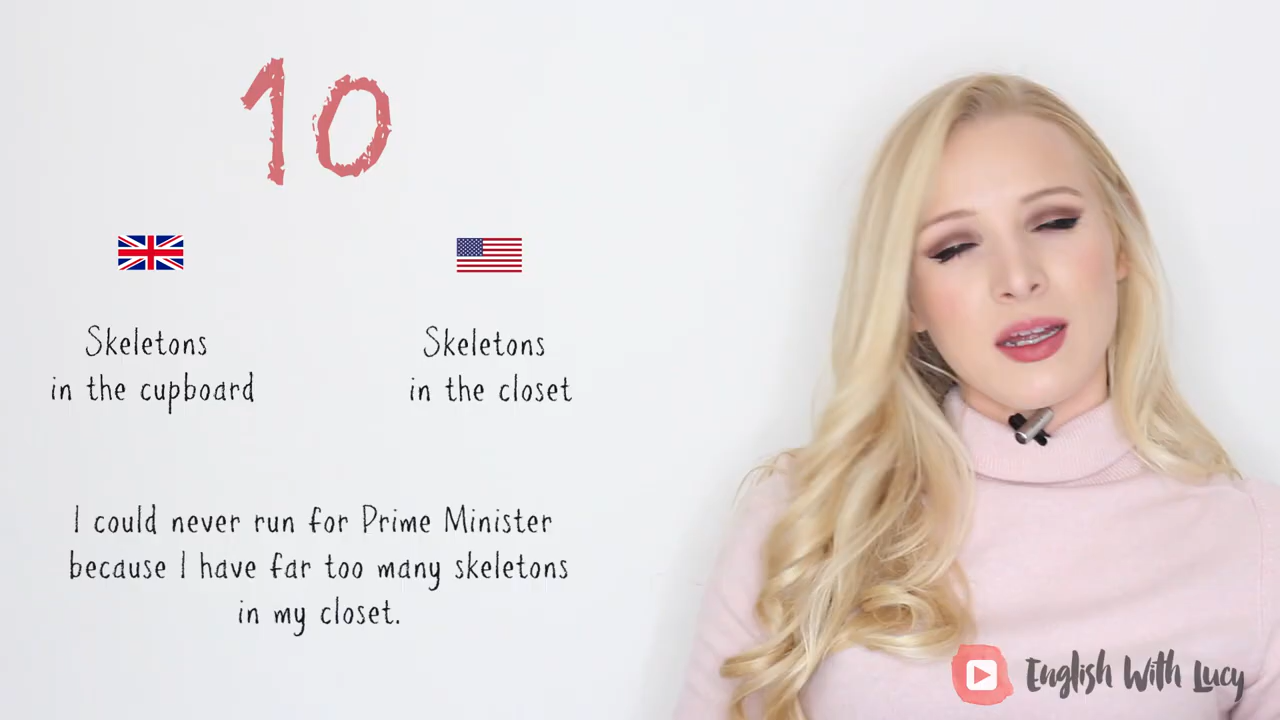 10
Skeletons
in the cupboard
Skeletons
in the closet
I could never run for Prime Minister
because I have far too many skeletons
in my closet.
English With Lucy